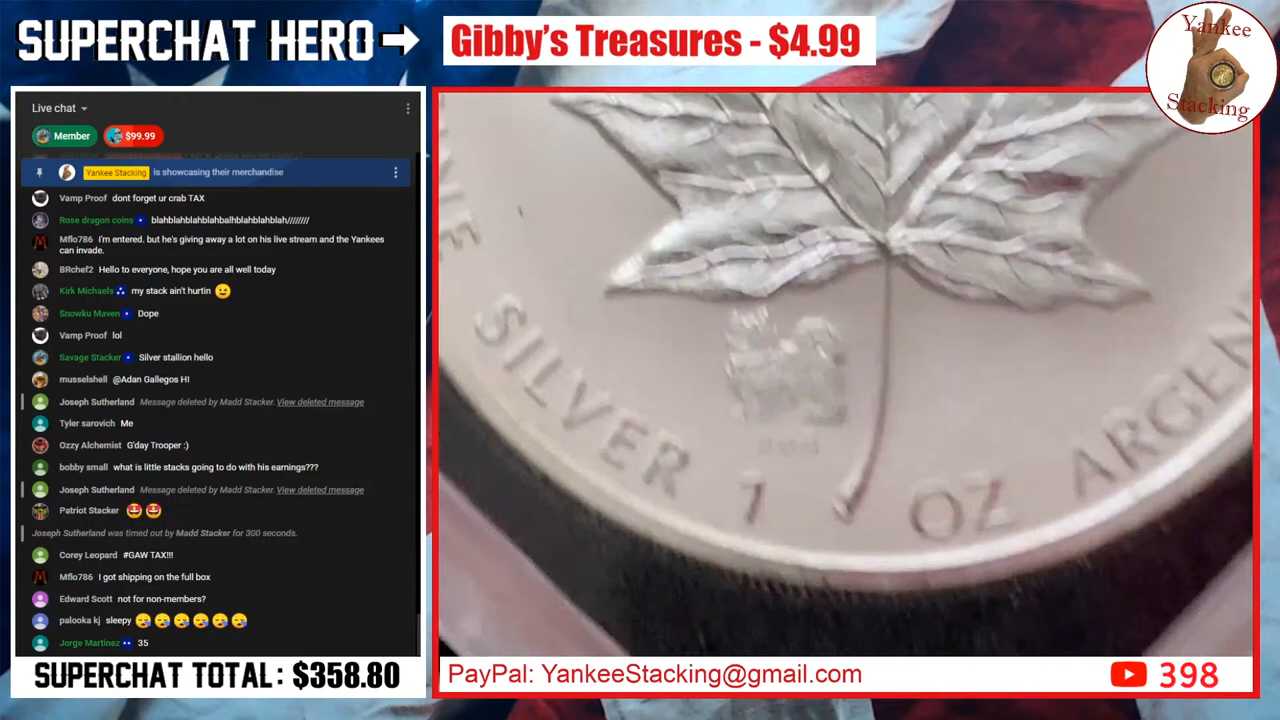 SUPERCHAT HERO
Gibby's Treasures - $4.99
Yankee
Stacking
Live chat
Member
$99.99
Yankee Stacking is showcasing their merchandise
Vamp Proof dont forget ur crab TAX
Rose dragon coins blahblahblahblahbalhblahblahblah////////
Mflo786 I'm entered. but he's giving away a lot on his live stream and the Yankees
can invade.
BRchef2 Hello to everyone, hope you are all well today
Kirk Michaels my stack ain't hurtin
Snowku Maven Dope
Vamp Proof lol
Savage Stacker Silver stallion hello
musselshell @Adan Gallegos HI
Joseph Sutherland Message deleted by Madd Stacker. View deleted message
Tyler sarovich Me
Ozzy Alchemist G'day Trooper :)
bobby small what is little stacks going to do with his earnings???
Joseph Sutherland Message deleted by Madd Stacker. View deleted message
Patriot Stacker
Joseph Sutherland was timed out by Madd Stacker for 300 seconds.
Corey Leopard #GAW TAX!!!
Mflo786 I got shipping on the full box
Edward Scott not for non-members?
palooka kj sleepy
Jorge Martinez 35
SUPERCHAT TOTAL: $358.80
INE SILVER 1 OZ ARGEN
PayPal: YankeeStacking@gmail.com
398